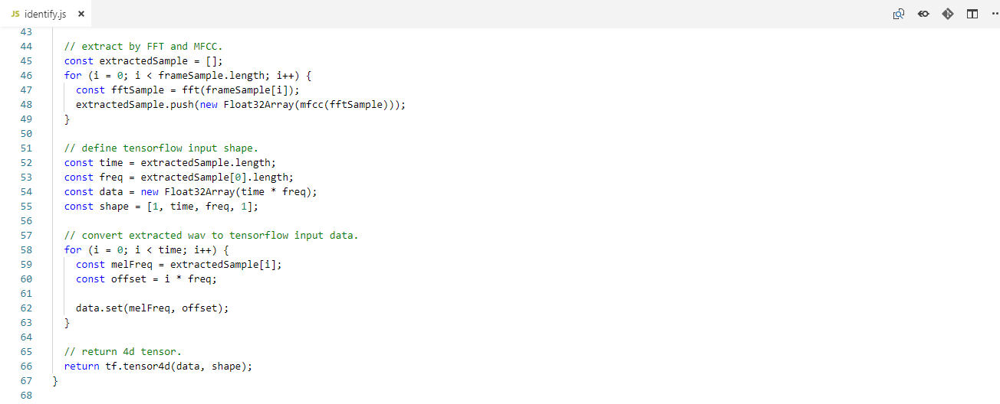 JS identify.js ×
43
44 // extract by FFT and MFCC.
45 const extractedSample = [];
46 for (i = 0; i < frameSample.length; i++) {
47 const fftSample = fft(frameSample[i]);
48 extractedSample.push(new Float32Array(mfcc(fftSample)));
49 }
50
51 // define tensorflow input shape.
52 const time = extractedSample.length;
53 const freq = extractedSample[0].length;
54 const data = new Float32Array(time * freq);
55 const shape = [1, time, freq, 1];
56
57 // convert extracted wav to tensorflow input data.
58 for (i = 0; i < time; i++) {
59 const melFreq = extractedSample[i];
60 const offset = i * freq;
61
62 data.set(melFreq, offset);
63 }
64
65 // return 4d tensor.
66 return tf.tensor4d(data, shape);
67 }
68